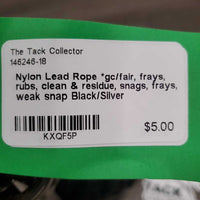 The Tack Collector
146246-18
Nylon Lead Rope *gc/fair, frays,
rubs, clean & residue, snags, frays,
weak snap Black/Silver
$5.00
KXQF5P